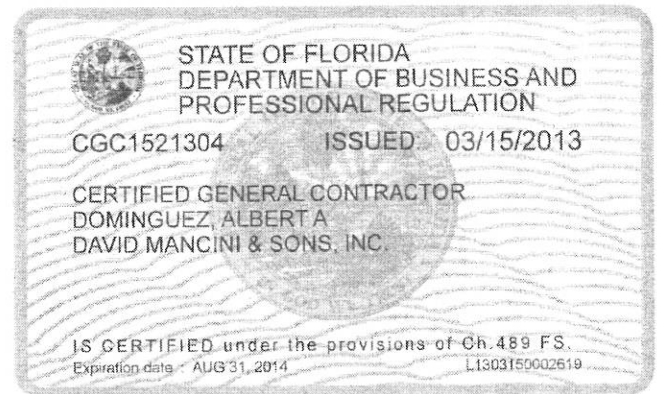 STATE OF FLORIDA
DEPARTMENT OF BUSINESS AND
PROFESSIONAL REGULATION
CGC1521304 ISSUED: 03/15/2013
CERTIFIED GENERAL CONTRACTOR
DOMINGUEZ, ALBERT A
DAVID MANCINI & SONS, INC.
IS CERTIFIED under the provisions of Ch.489 FS.
Expiration date : AUG 31, 2014 L1303150002619